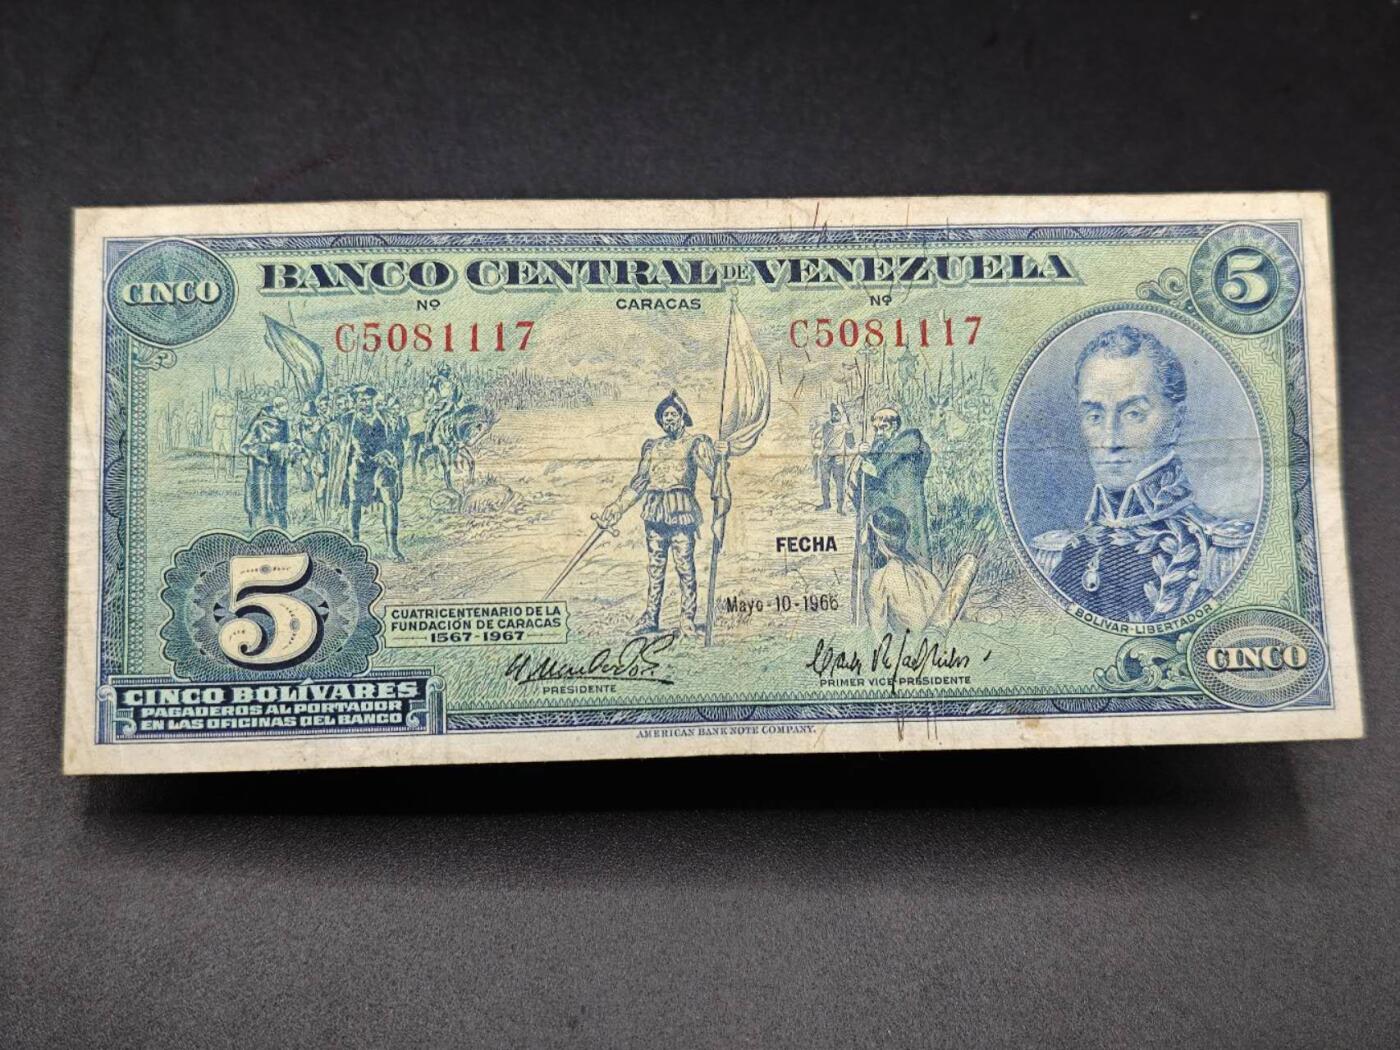 CINCO
BANCO CENTRAL DE VENEZUELA
5
Nº
CARACAS
Nº
C5081117
C5081117
FECHA
Mayo-10-1966
CUATRICENTENARIO DE LA
FUNDACIÓN DE CARACAS
1567-1967
5
BOLÍVAR-LIBERTADOR
CINCO
PRESIDENTE
PRIMER VICE-PRESIDENTE
CINCO BOLÍVARES
PAGADEROS AL PORTADOR
EN LAS OFICINAS DEL BANCO
AMERICAN BANK NOTE COMPANY.